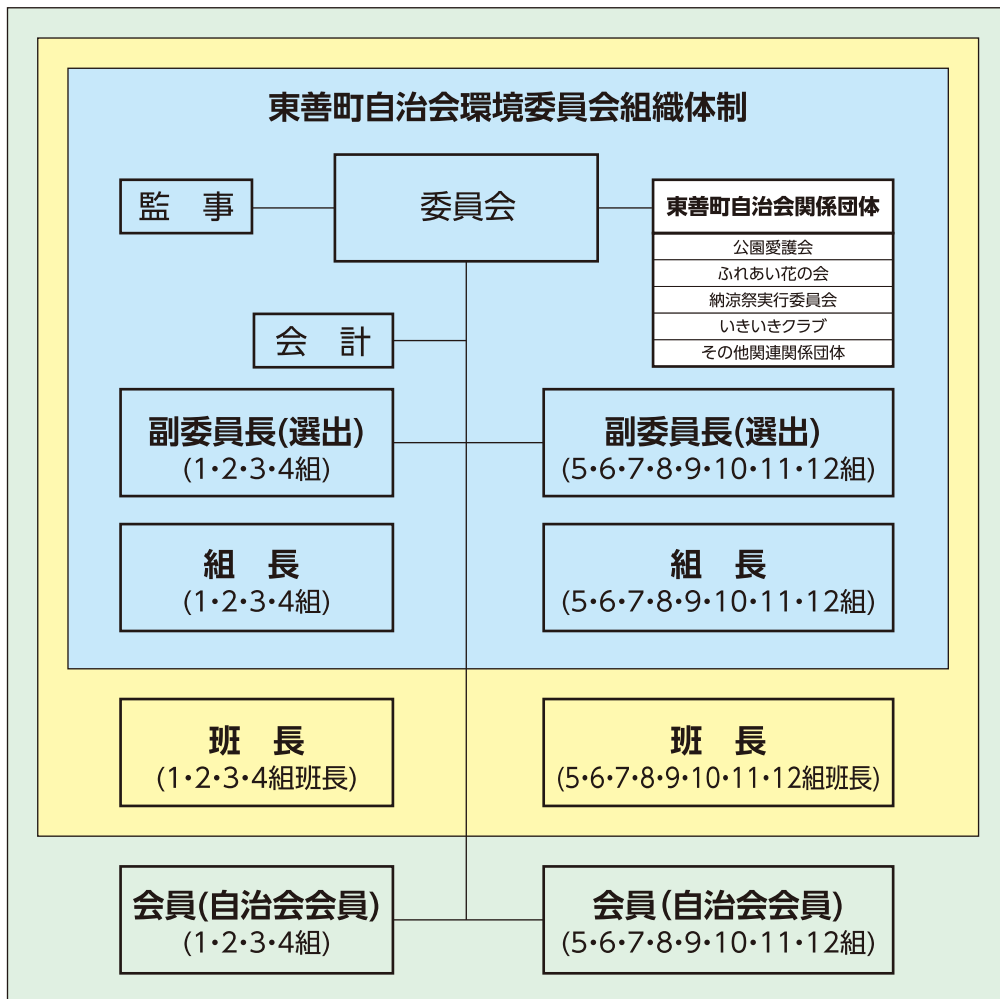 東善町自治会環境委員会組織体制
監　事
委員会
東善町自治会関係団体
公園愛護会
ふれあい花の会
納涼祭実行委員会
いきいきクラブ
その他関連関係団体
会　計
副委員長(選出)
(1・2・3・4組)
副委員長(選出)
(5・6・7・8・9・10・11・12組)
組　長
(1・2・3・4組)
組　長
(5・6・7・8・9・10・11・12組)
班　長
(1・2・3・4組班長)
班　長
(5・6・7・8・9・10・11・12組班長)
会員(自治会会員)
(1・2・3・4組)
会員(自治会会員)
(5・6・7・8・9・10・11・12組)